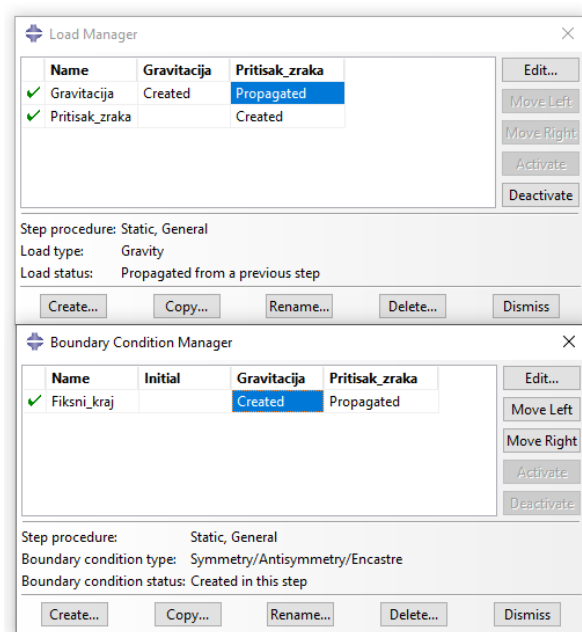 Load Manager
Name Gravitacija Pritisak_zraka
Edit...
Gravitacija Created Propagated
Move Left
Pritisak_zraka Created
Move Right
Activate
Deactivate
Step procedure: Static, General
Load type: Gravity
Load status: Propagated from a previous step
Create... Copy... Rename... Delete... Dismiss
Boundary Condition Manager
Name Initial Gravitacija Pritisak_zraka
Edit...
Fiksni_kraj Created Propagated
Move Left
Move Right
Activate
Deactivate
Step procedure: Static, General
Boundary condition type: Symmetry/Antisymmetry/Encastre
Boundary condition status: Created in this step
Create... Copy... Rename... Delete... Dismiss